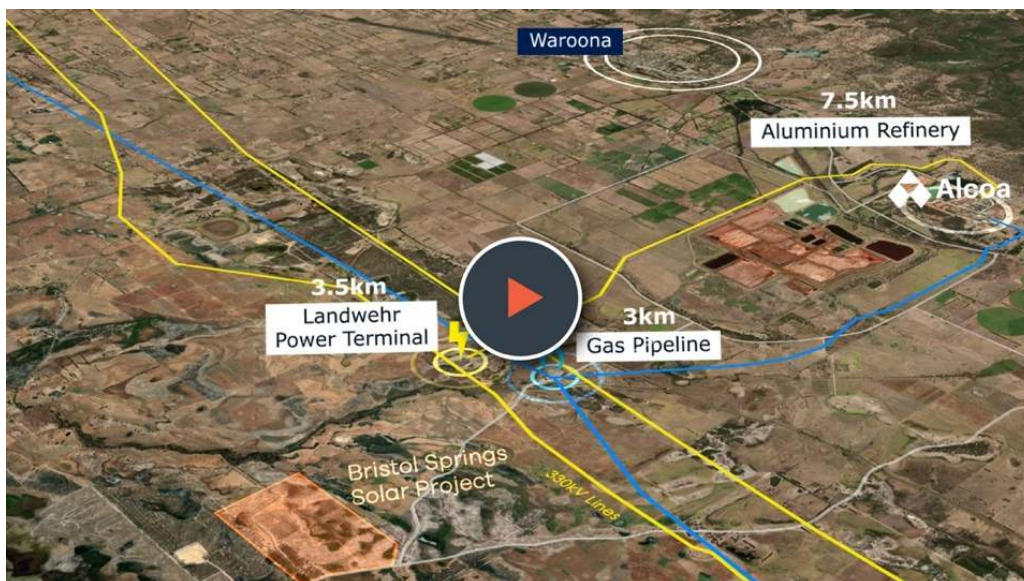 Waroona
7.5km
Aluminium Refinery
Alcoa
3.5km
Landwehr
Power Terminal
3km
Gas Pipeline
Bristol Springs
Solar Project
330kV Lines